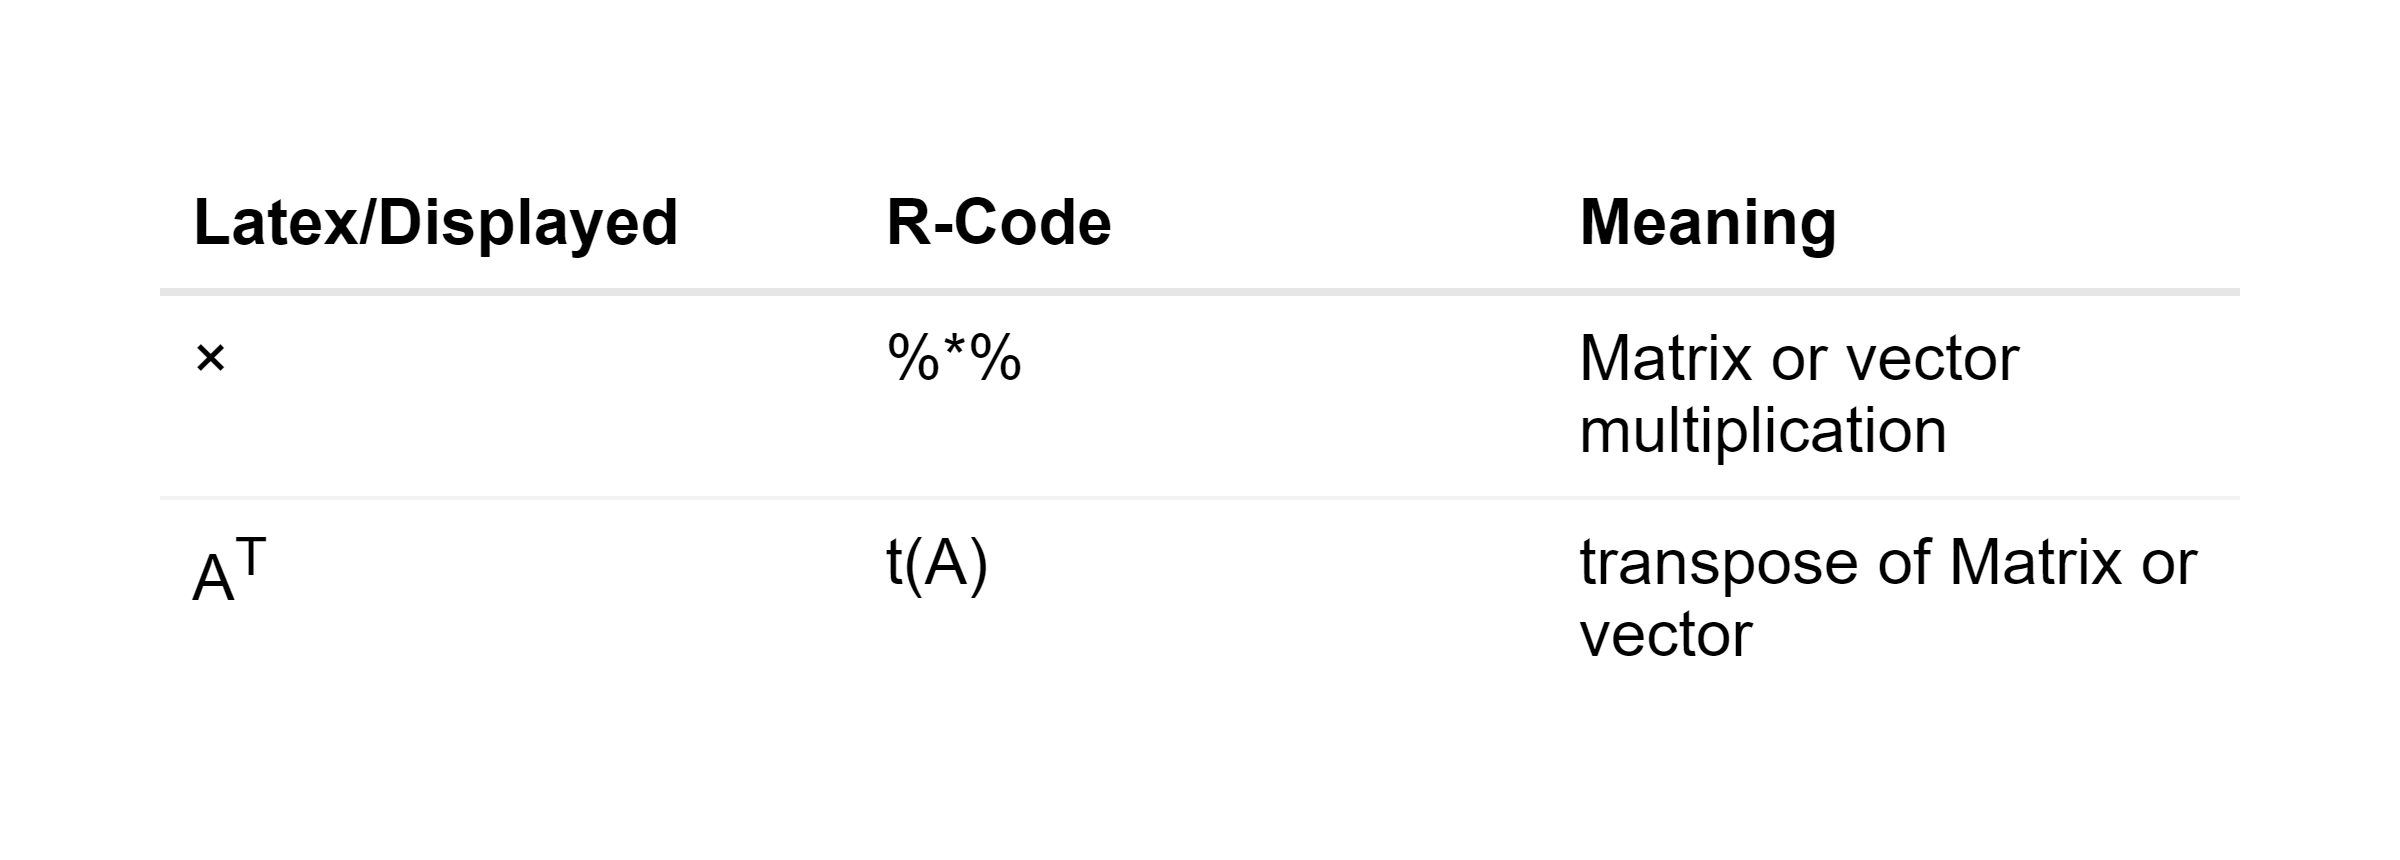 Latex/Displayed R-Code Meaning
× %*% Matrix or vector
multiplication
A^T t(A) transpose of Matrix or
vector